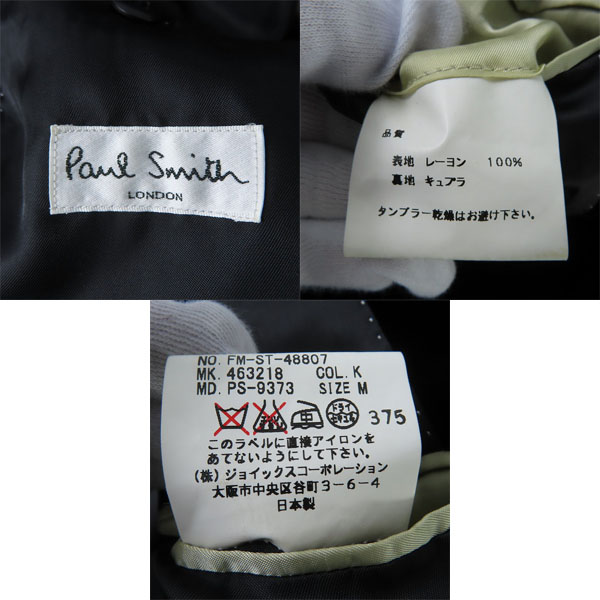 Paul Smith
LONDON
品質
表地 レーヨン 100%
裏地 キュプラ
タンブラー乾燥はお避け下さい。
NO. FM-ST-48807
MK. 463218 COL. K
MD. PS-9373 SIZE M
ドライ 375
このラベルに直接アイロンを
あてないようにして下さい。
(株)ジョイックスコーポレーション
大阪市中央区谷町3-6-4
日本製